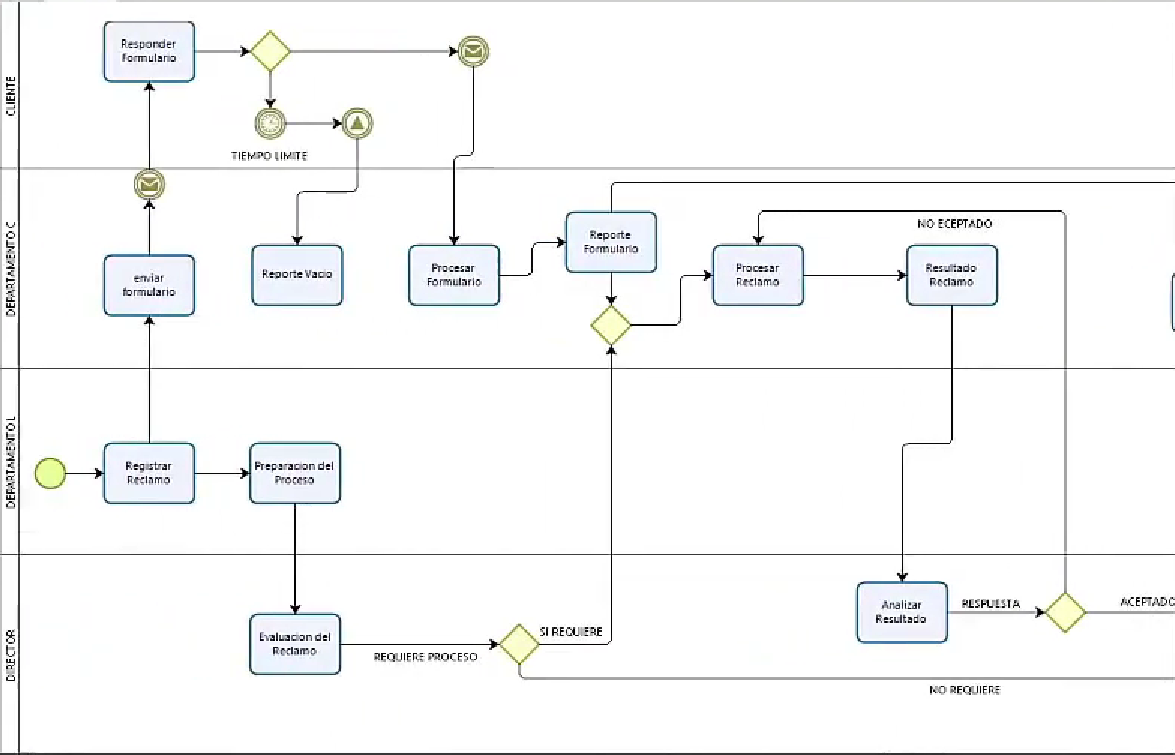 CLIENTE
Responder
Formulario
TIEMPO LIMITE
DEPARTAMENTO C
enviar
formulario
Reporte Vacio
Procesar
Formulario
Reporte
Formulario
Procesar
Reclamo
NO ECEPTADO
Resultado
Reclamo
DEPARTAMENTO L
Registrar
Reclamo
Preparacion del
Proceso
DIRECTOR
Evaluacion del
Reclamo
REQUIERE PROCESO
SI REQUIERE
NO REQUIERE
Analizar
Resultado
RESPUESTA
ACEPTADO